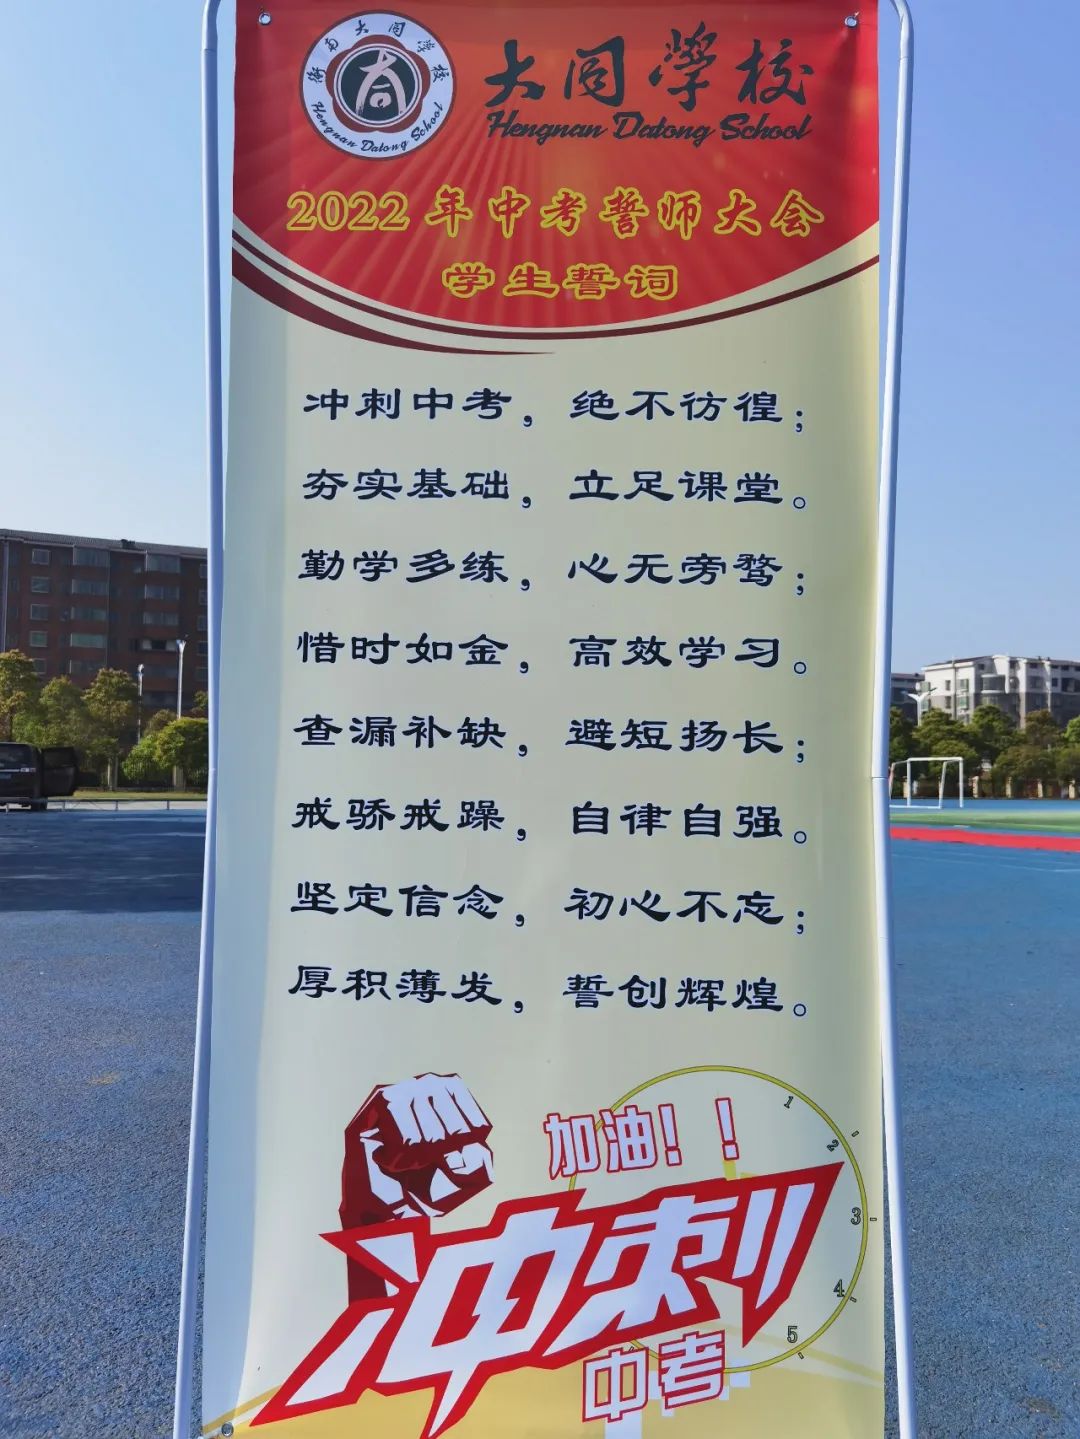 衡南大同学校
Hengnan Datong School
大同學校
Hengnan Datong School
2022年中考誓师大会
学生誓词
冲刺中考，绝不彷徨；
夯实基础，立足课堂。
勤学多练，心无旁骛；
惜时如金，高效学习。
查漏补缺，避短扬长；
戒骄戒躁，自律自强。
坚定信念，初心不忘；
厚积薄发，誓创辉煌。
加油！！
冲刺
中考
1
2
3
4
5